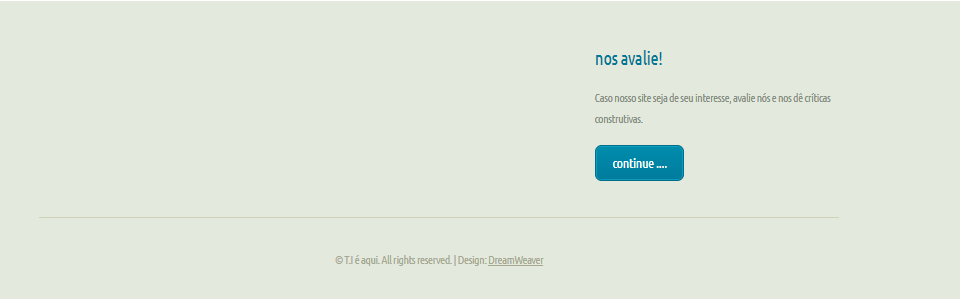 nos avalie!
Caso nosso site seja de seu interesse, avalie nós e nos dê críticas
construtivas.
continue ....
© T.I é aqui. All rights reserved. | Design: DreamWeaver